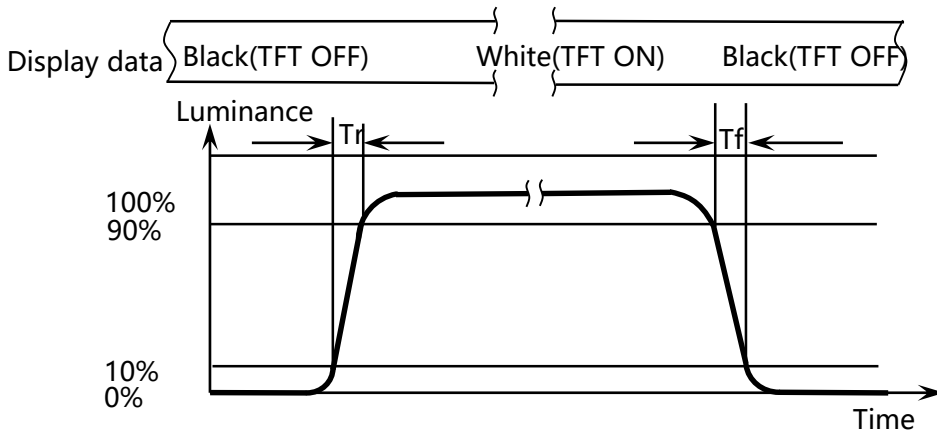 Display data Black(TFT OFF) White(TFT ON) Black(TFT OFF)
Luminance
Tr Tf
100%
90%
10%
0%
Time